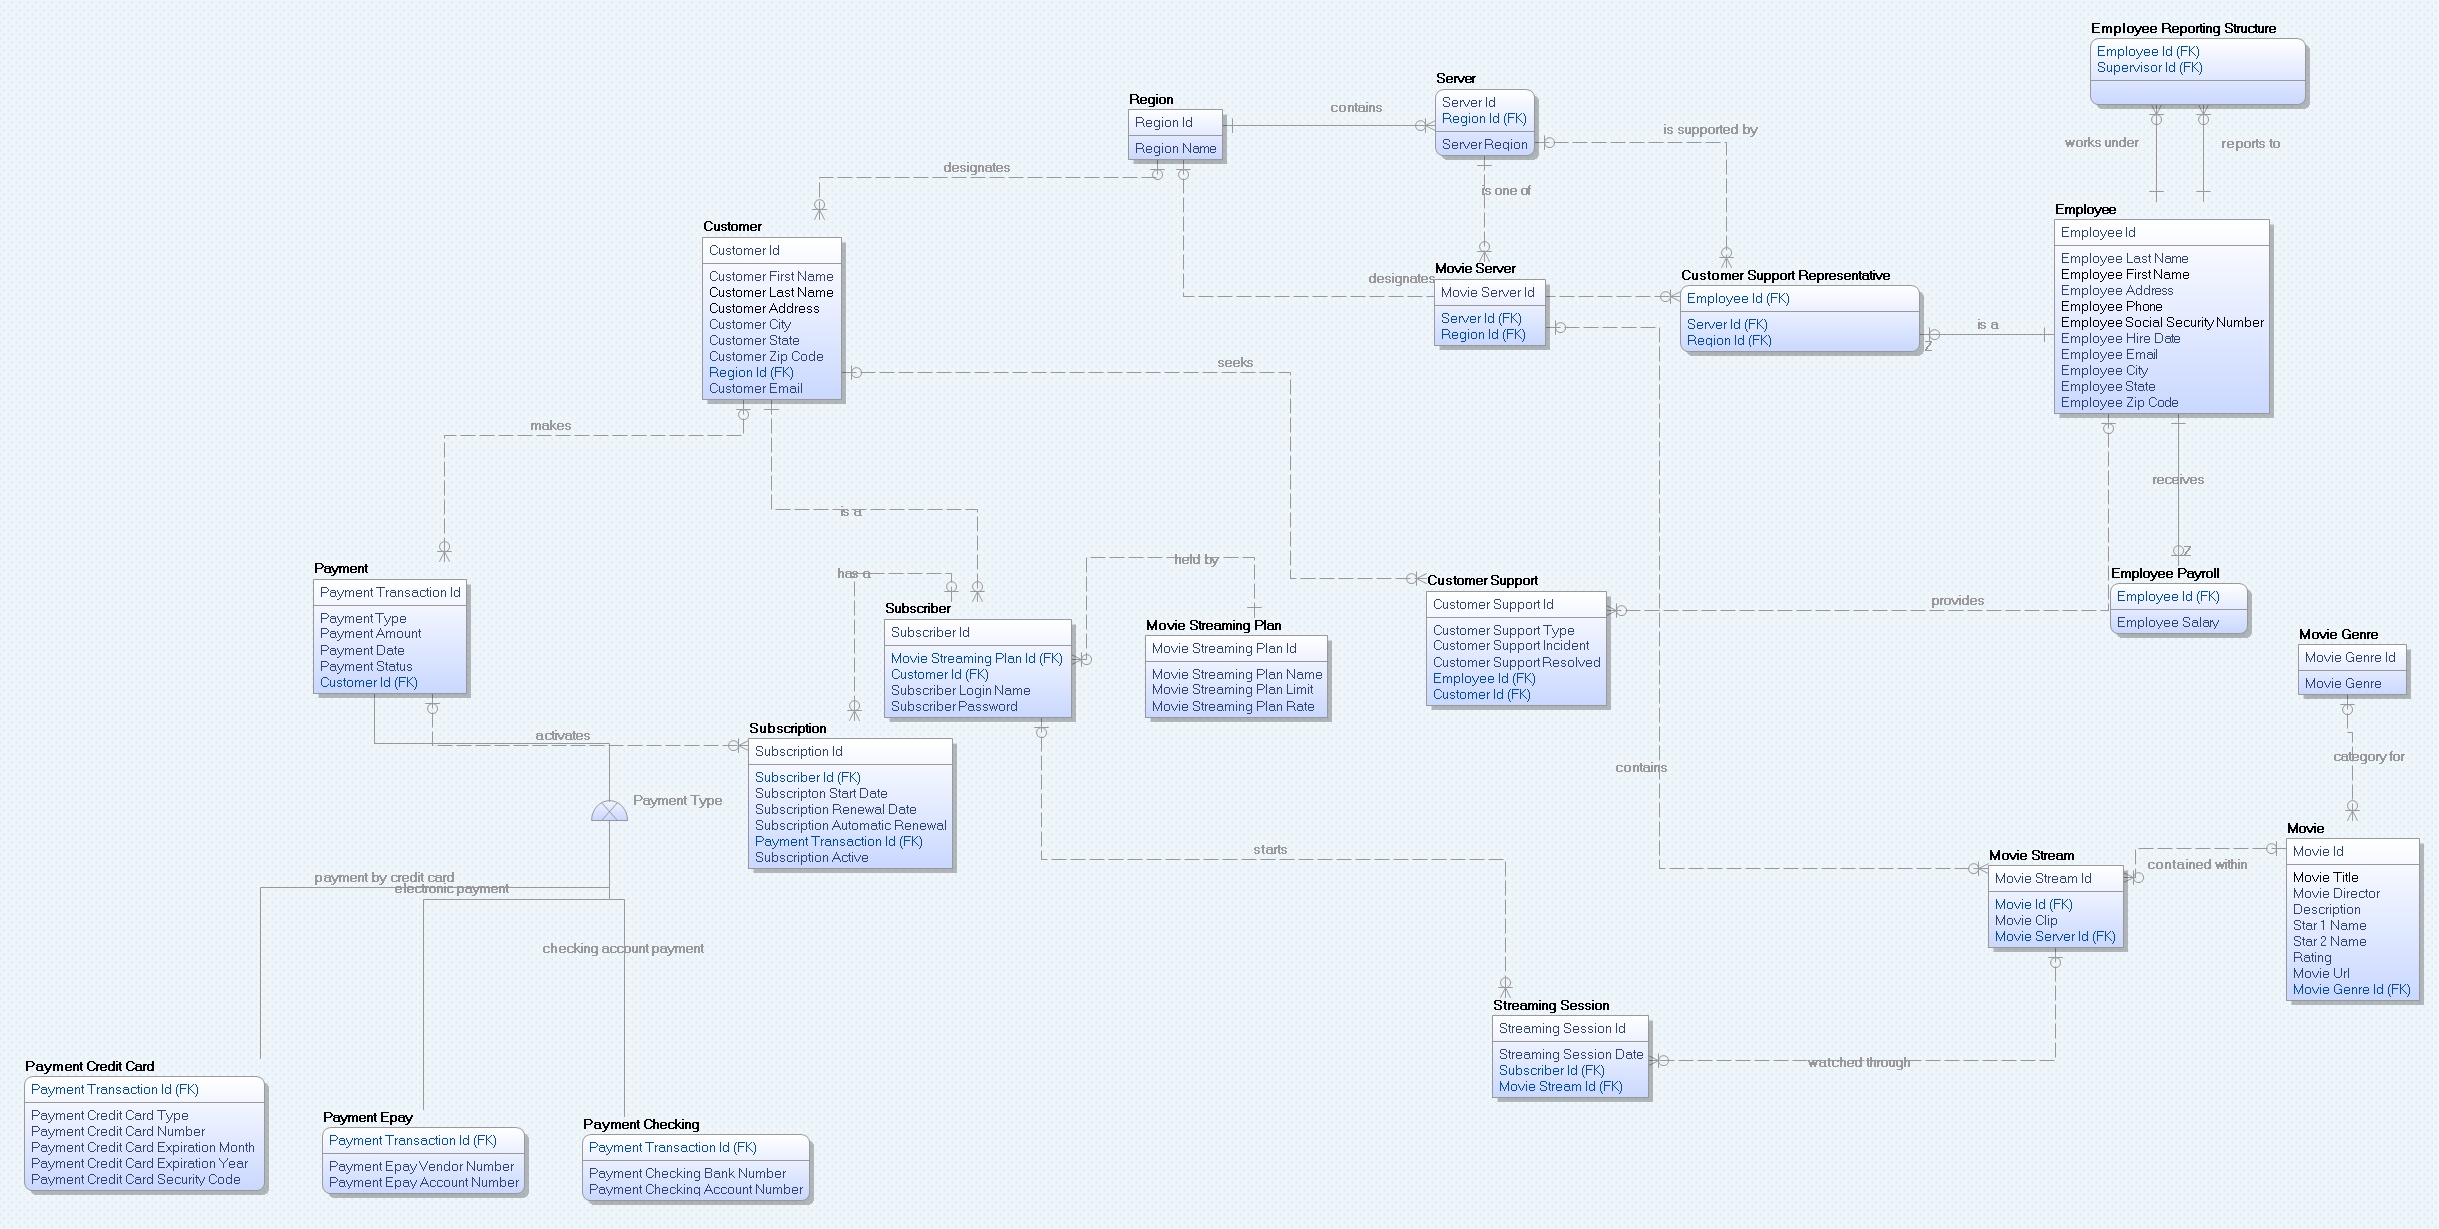 Employee Reporting Structure
Employee Id (FK)
Supervisor Id (FK)
works under
reports to
Server
Server Id
Region Id (FK)
Server Region
Region
Region Id
Region Name
contains
is supported by
designates
is one of
Employee
Employee Id
Employee Last Name
Employee First Name
Employee Address
Employee Phone
Employee Social Security Number
Employee Hire Date
Employee Email
Employee City
Employee State
Employee Zip Code
Customer
Customer Id
Customer First Name
Customer Last Name
Customer Address
Customer City
Customer State
Customer Zip Code
Region Id (FK)
Customer Email
designates
Movie Server
Movie Server Id
Server Id (FK)
Region Id (FK)
Customer Support Representative
Employee Id (FK)
Server Id (FK)
Region Id (FK)
is a
Z
seeks
makes
is a
receives
Z
held by
has a
Payment
Payment Transaction Id
Payment Type
Payment Amount
Payment Date
Payment Status
Customer Id (FK)
Subscriber
Subscriber Id
Movie Streaming Plan Id (FK)
Customer Id (FK)
Subscriber Login Name
Subscriber Password
Movie Streaming Plan
Movie Streaming Plan Id
Movie Streaming Plan Name
Movie Streaming Plan Limit
Movie Streaming Plan Rate
Customer Support
Customer Support Id
Customer Support Type
Customer Support Incident
Customer Support Resolved
Employee Id (FK)
Customer Id (FK)
provides
Employee Payroll
Employee Id (FK)
Employee Salary
Movie Genre
Movie Genre Id
Movie Genre
category for
activates
Subscription
Subscription Id
Subscriber Id (FK)
Subscripton Start Date
Subscription Renewal Date
Subscription Automatic Renewal
Payment Transaction Id (FK)
Subscription Active
Payment Type
contains
starts
Movie
Movie Id
Movie Title
Movie Director
Description
Star 1 Name
Star 2 Name
Rating
Movie Url
Movie Genre Id (FK)
Movie Stream
Movie Stream Id
Movie Id (FK)
Movie Clip
Movie Server Id (FK)
contained within
payment by credit card
electronic payment
checking account payment
Streaming Session
Streaming Session Id
Streaming Session Date
Subscriber Id (FK)
Movie Stream Id (FK)
watched through
Payment Credit Card
Payment Transaction Id (FK)
Payment Credit Card Type
Payment Credit Card Number
Payment Credit Card Expiration Month
Payment Credit Card Expiration Year
Payment Credit Card Security Code
Payment Epay
Payment Transaction Id (FK)
Payment Epay Vendor Number
Payment Epay Account Number
Payment Checking
Payment Transaction Id (FK)
Payment Checking Bank Number
Payment Checking Account Number